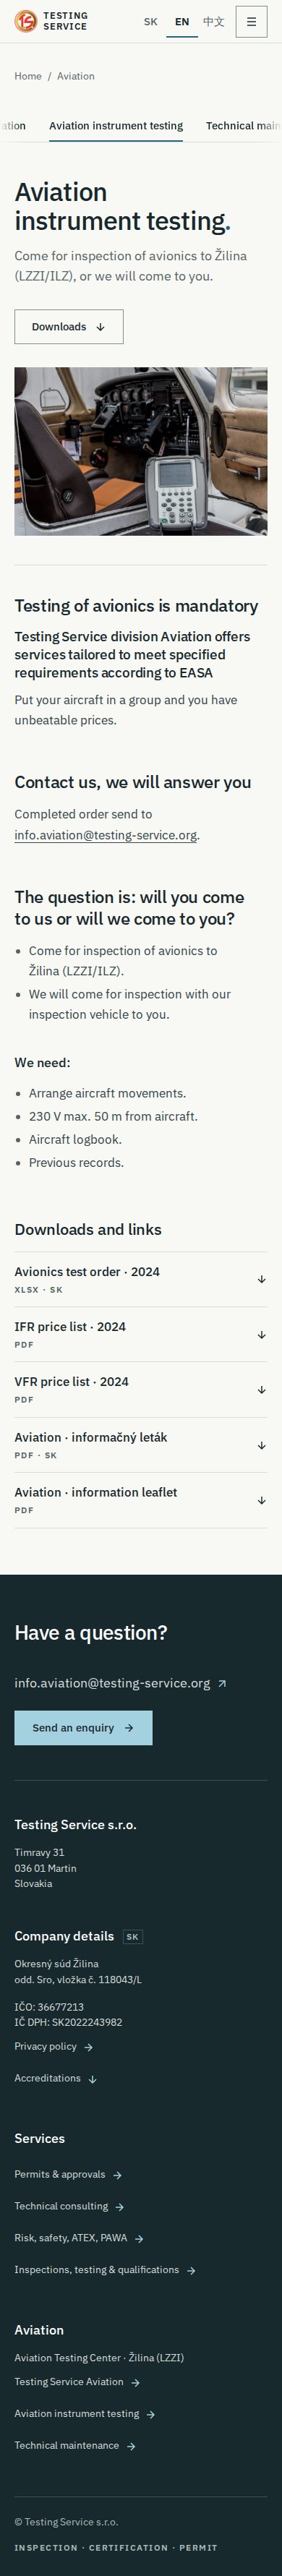 TESTING
SERVICE
SK EN 中文
Home / Aviation
ation Aviation instrument testing Technical main
Aviation
instrument testing.
Come for inspection of avionics to Žilina
(LZZI/ILZ), or we will come to you.
Downloads
Testing of avionics is mandatory
Testing Service division Aviation offers
services tailored to meet specified
requirements according to EASA
Put your aircraft in a group and you have
unbeatable prices.
Contact us, we will answer you
Completed order send to
info.aviation@testing-service.org.
The question is: will you come
to us or will we come to you?
• Come for inspection of avionics to
Žilina (LZZI/ILZ).
• We will come for inspection with our
inspection vehicle to you.
We need:
• Arrange aircraft movements.
• 230 V max. 50 m from aircraft.
• Aircraft logbook.
• Previous records.
Downloads and links
Avionics test order · 2024
XLSX · SK
IFR price list · 2024
PDF
VFR price list · 2024
PDF
Aviation · informačný leták
PDF · SK
Aviation · information leaflet
PDF
Have a question?
info.aviation@testing-service.org
Send an enquiry
Testing Service s.r.o.
Timravy 31
036 01 Martin
Slovakia
Company details SK
Okresný súd Žilina
odd. Sro, vložka č. 118043/L
IČO: 36677213
IČ DPH: SK2022243982
Privacy policy
Accreditations
Services
Permits & approvals
Technical consulting
Risk, safety, ATEX, PAWA
Inspections, testing & qualifications
Aviation
Aviation Testing Center · Žilina (LZZI)
Testing Service Aviation
Aviation instrument testing
Technical maintenance
© Testing Service s.r.o.
INSPECTION · CERTIFICATION · PERMIT